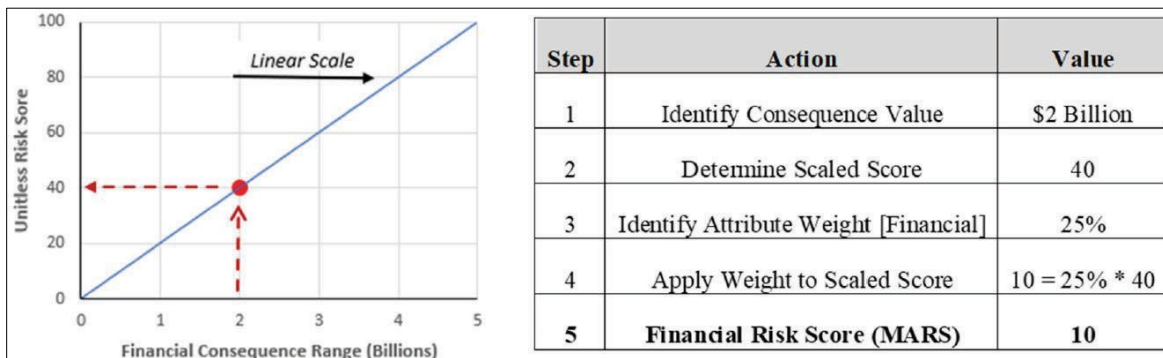 100
80
60
40
20
0
Unitless Risk Sore
Linear Scale
0 1 2 3 4 5
Financial Consequence Range (Billions)
Step Action Value
1 Identify Consequence Value $2 Billion
2 Determine Scaled Score 40
3 Identify Attribute Weight [Financial] 25%
4 Apply Weight to Scaled Score 10 = 25% * 40
5 Financial Risk Score (MARS) 10